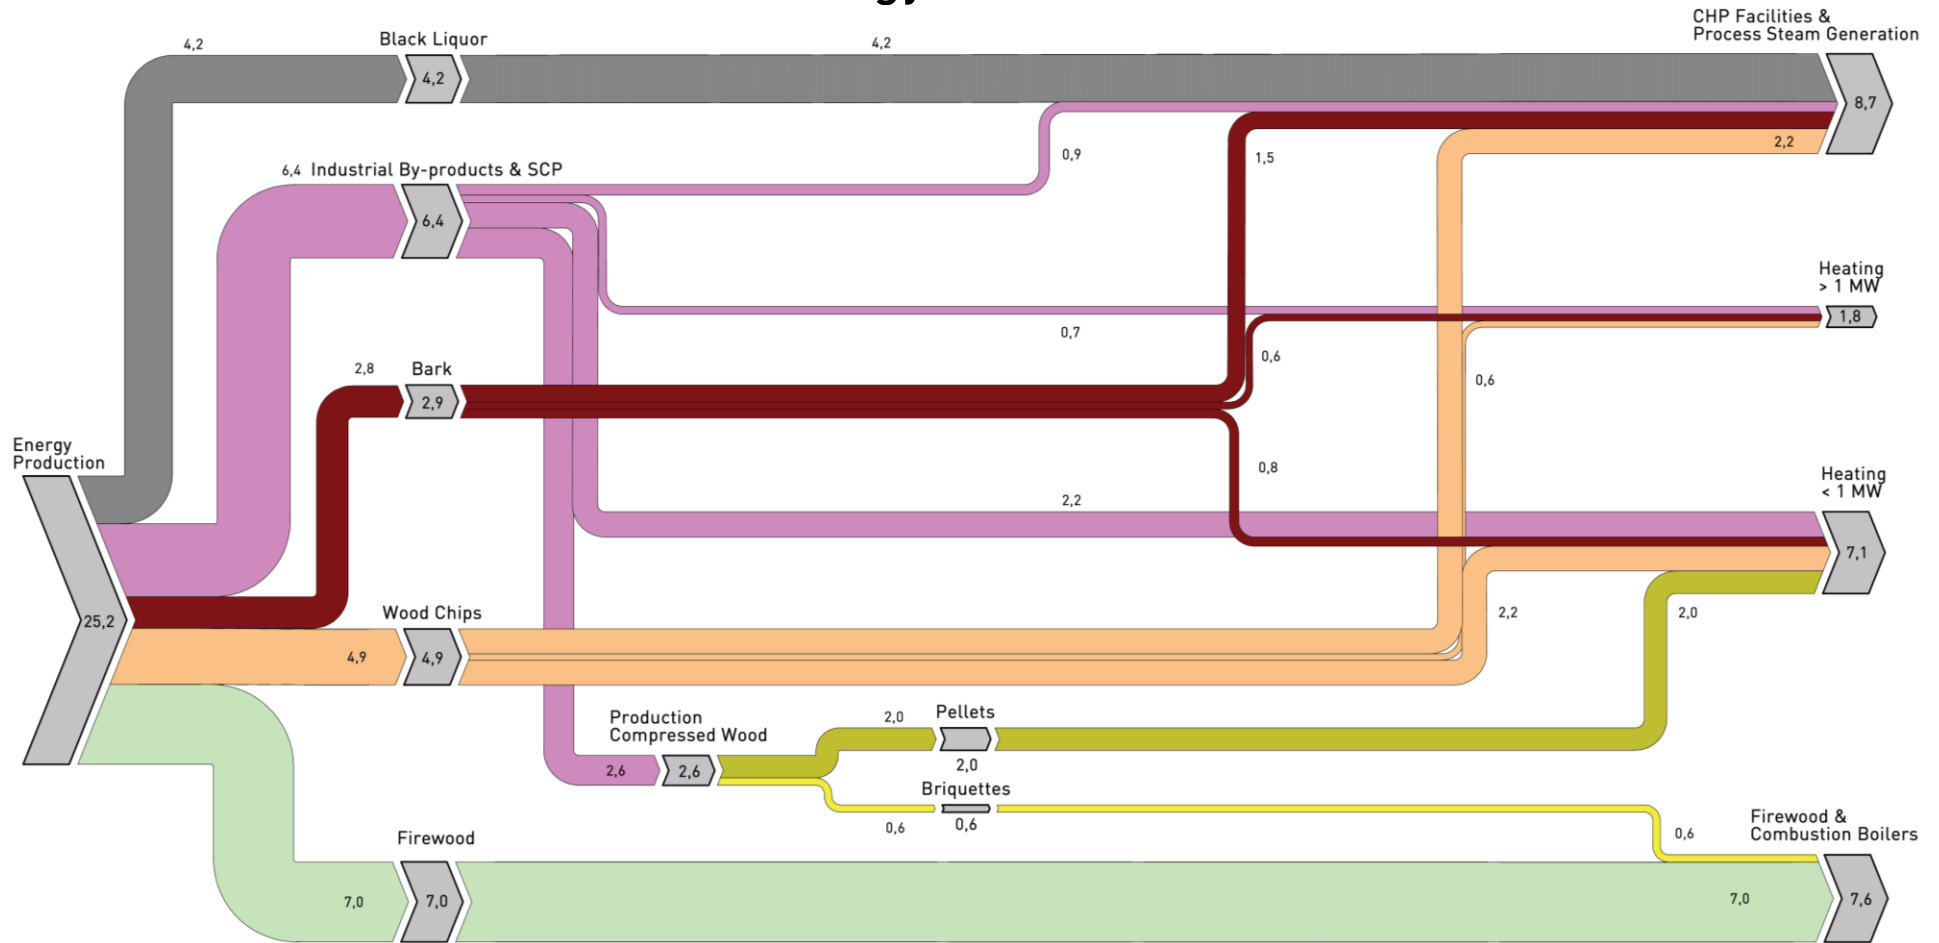 gy
4,2
Black Liquor
4,2
4,2
CHP Facilities &
Process Steam Generation
8,7
0,9
1,5
2,2
6,4
Industrial By-products & SCP
6,4
Heating
> 1 MW
1,8
0,7
0,6
0,6
2,8
Bark
2,9
0,8
Energy
Production
25,2
2,2
Heating
< 1 MW
7,1
Wood Chips
4,9
4,9
2,2
2,0
Production
Compressed Wood
2,6
2,6
2,0
Pellets
2,0
Briquettes
0,6
0,6
0,6
Firewood &
Combustion Boilers
7,6
Firewood
7,0
7,0
7,0